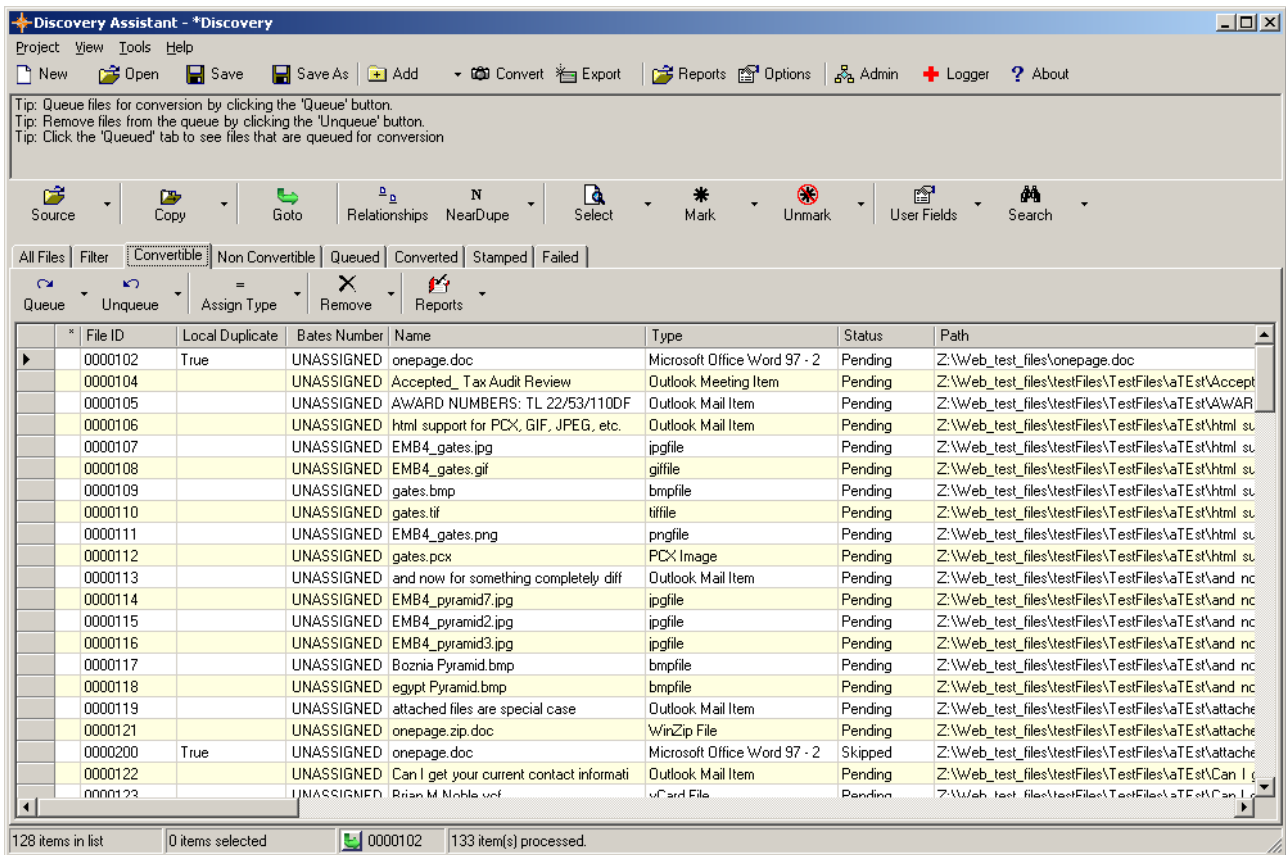 Discovery Assistant - *Discovery
Project View Tools Help
New Open Save Save As Add Convert Export Reports Options Admin Logger ? About
Tip: Queue files for conversion by clicking the 'Queue' button.
Tip: Remove files from the queue by clicking the 'Unqueue' button.
Tip: Click the 'Queued' tab to see files that are queued for conversion
Source Copy Goto Relationships NearDupe Select Mark Unmark User Fields Search
All Files Filter Convertible Non Convertible Queued Converted Stamped Failed
Queue Unqueue Assign Type Remove Reports
* File ID Local Duplicate Bates Number Name Type Status Path
0000102 True UNASSIGNED onepage.doc Microsoft Office Word 97 - 2 Pending Z:\Web_test_files\onepage.doc
0000104 UNASSIGNED Accepted_ Tax Audit Review Outlook Meeting Item Pending Z:\Web_test_files\testFiles\TestFiles\aTEst\Accept
0000105 UNASSIGNED AWARD NUMBERS: TL 22/53/110DF Outlook Mail Item Pending Z:\Web_test_files\testFiles\TestFiles\aTEst\AWAR
0000106 UNASSIGNED html support for PCX, GIF, JPEG, etc. Outlook Mail Item Pending Z:\Web_test_files\testFiles\TestFiles\aTEst\html su
0000107 UNASSIGNED EMB4_gates.jpg jpgfile Pending Z:\Web_test_files\testFiles\TestFiles\aTEst\html su
0000108 UNASSIGNED EMB4_gates.gif giffile Pending Z:\Web_test_files\testFiles\TestFiles\aTEst\html su
0000109 UNASSIGNED gates.bmp bmpfile Pending Z:\Web_test_files\testFiles\TestFiles\aTEst\html su
0000110 UNASSIGNED gates.tif tiffile Pending Z:\Web_test_files\testFiles\TestFiles\aTEst\html su
0000111 UNASSIGNED EMB4_gates.png pngfile Pending Z:\Web_test_files\testFiles\TestFiles\aTEst\html su
0000112 UNASSIGNED gates.pcx PCX Image Pending Z:\Web_test_files\testFiles\TestFiles\aTEst\html su
0000113 UNASSIGNED and now for something completely diff Outlook Mail Item Pending Z:\Web_test_files\testFiles\TestFiles\aTEst\and no
0000114 UNASSIGNED EMB4_pyramid7.jpg jpgfile Pending Z:\Web_test_files\testFiles\TestFiles\aTEst\and no
0000115 UNASSIGNED EMB4_pyramid2.jpg jpgfile Pending Z:\Web_test_files\testFiles\TestFiles\aTEst\and no
0000116 UNASSIGNED EMB4_pyramid3.jpg jpgfile Pending Z:\Web_test_files\testFiles\TestFiles\aTEst\and no
0000117 UNASSIGNED Boznia Pyramid.bmp bmpfile Pending Z:\Web_test_files\testFiles\TestFiles\aTEst\and no
0000118 UNASSIGNED egypt Pyramid.bmp bmpfile Pending Z:\Web_test_files\testFiles\TestFiles\aTEst\and no
0000119 UNASSIGNED attached files are special case Outlook Mail Item Pending Z:\Web_test_files\testFiles\TestFiles\aTEst\attache
0000121 UNASSIGNED onepage.zip.doc WinZip File Pending Z:\Web_test_files\testFiles\TestFiles\aTEst\attache
0000200 True UNASSIGNED onepage.doc Microsoft Office Word 97 - 2 Skipped Z:\Web_test_files\testFiles\TestFiles\aTEst\attache
0000122 UNASSIGNED Can I get your current contact informati Outlook Mail Item Pending Z:\Web_test_files\testFiles\TestFiles\aTEst\Can I g
0000123 UNASSIGNED Brian M Noble.vcf vCard File Pending Z:\Web_test_files\testFiles\TestFiles\aTEst\Can I g
128 items in list 0 items selected 0000102 133 item(s) processed.